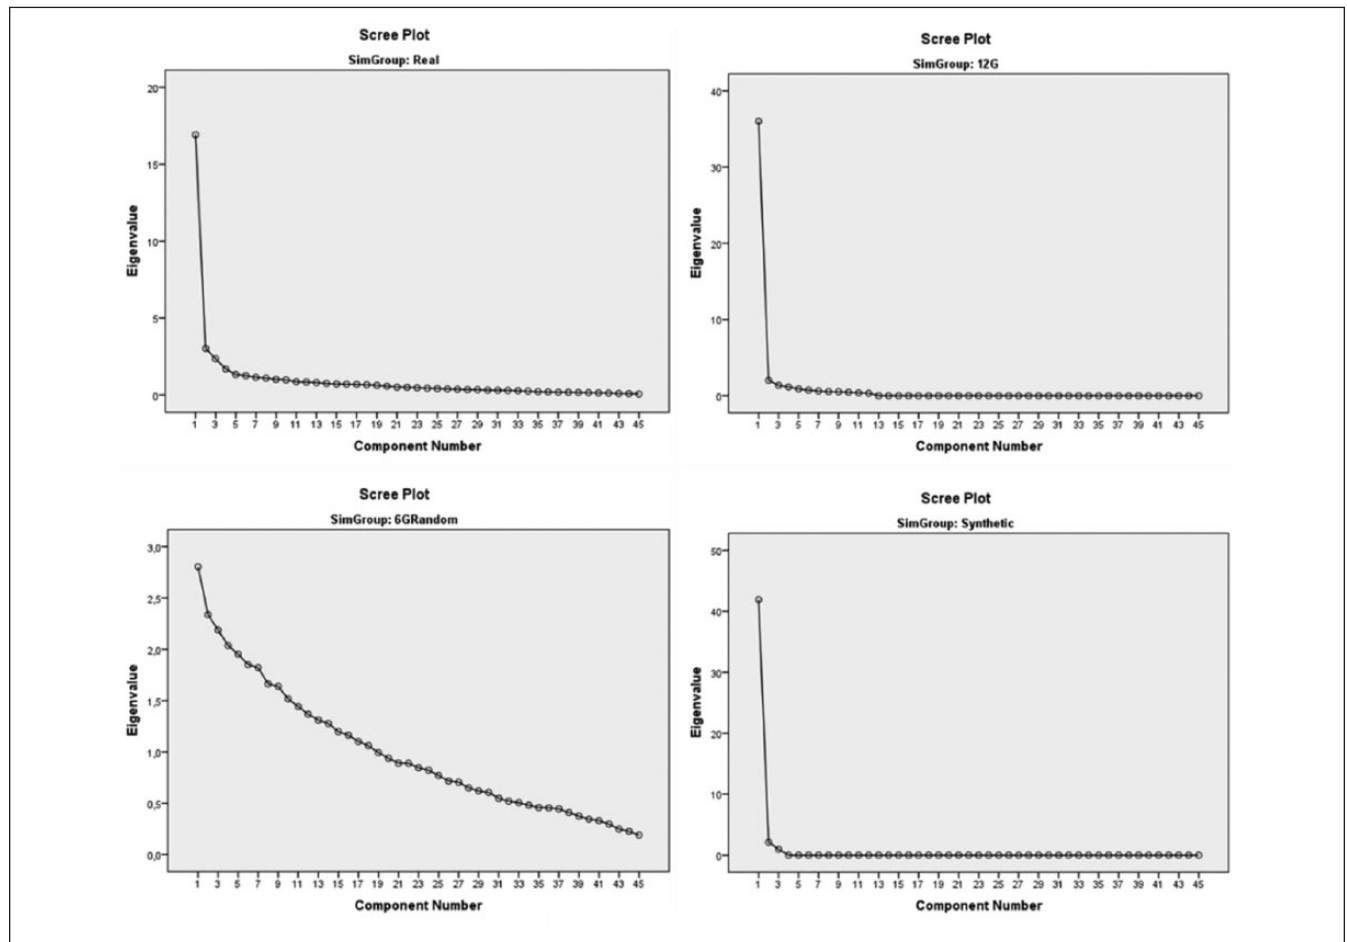 Scree Plot
SimGroup: Real
Eigenvalue
20
15
10
5
0
1 3 5 7 9 11 13 15 17 19 21 23 25 27 29 31 33 35 37 39 41 43 45
Component Number
Scree Plot
SimGroup: 12G
Eigenvalue
40
30
20
10
0
1 3 5 7 9 11 13 15 17 19 21 23 25 27 29 31 33 35 37 39 41 43 45
Component Number
Scree Plot
SimGroup: 6GRandom
Eigenvalue
3,0
2,5
2,0
1,5
1,0
0,5
0,0
1 3 5 7 9 11 13 15 17 19 21 23 25 27 29 31 33 35 37 39 41 43 45
Component Number
Scree Plot
SimGroup: Synthetic
Eigenvalue
50
40
30
20
10
0
1 3 5 7 9 11 13 15 17 19 21 23 25 27 29 31 33 35 37 39 41 43 45
Component Number